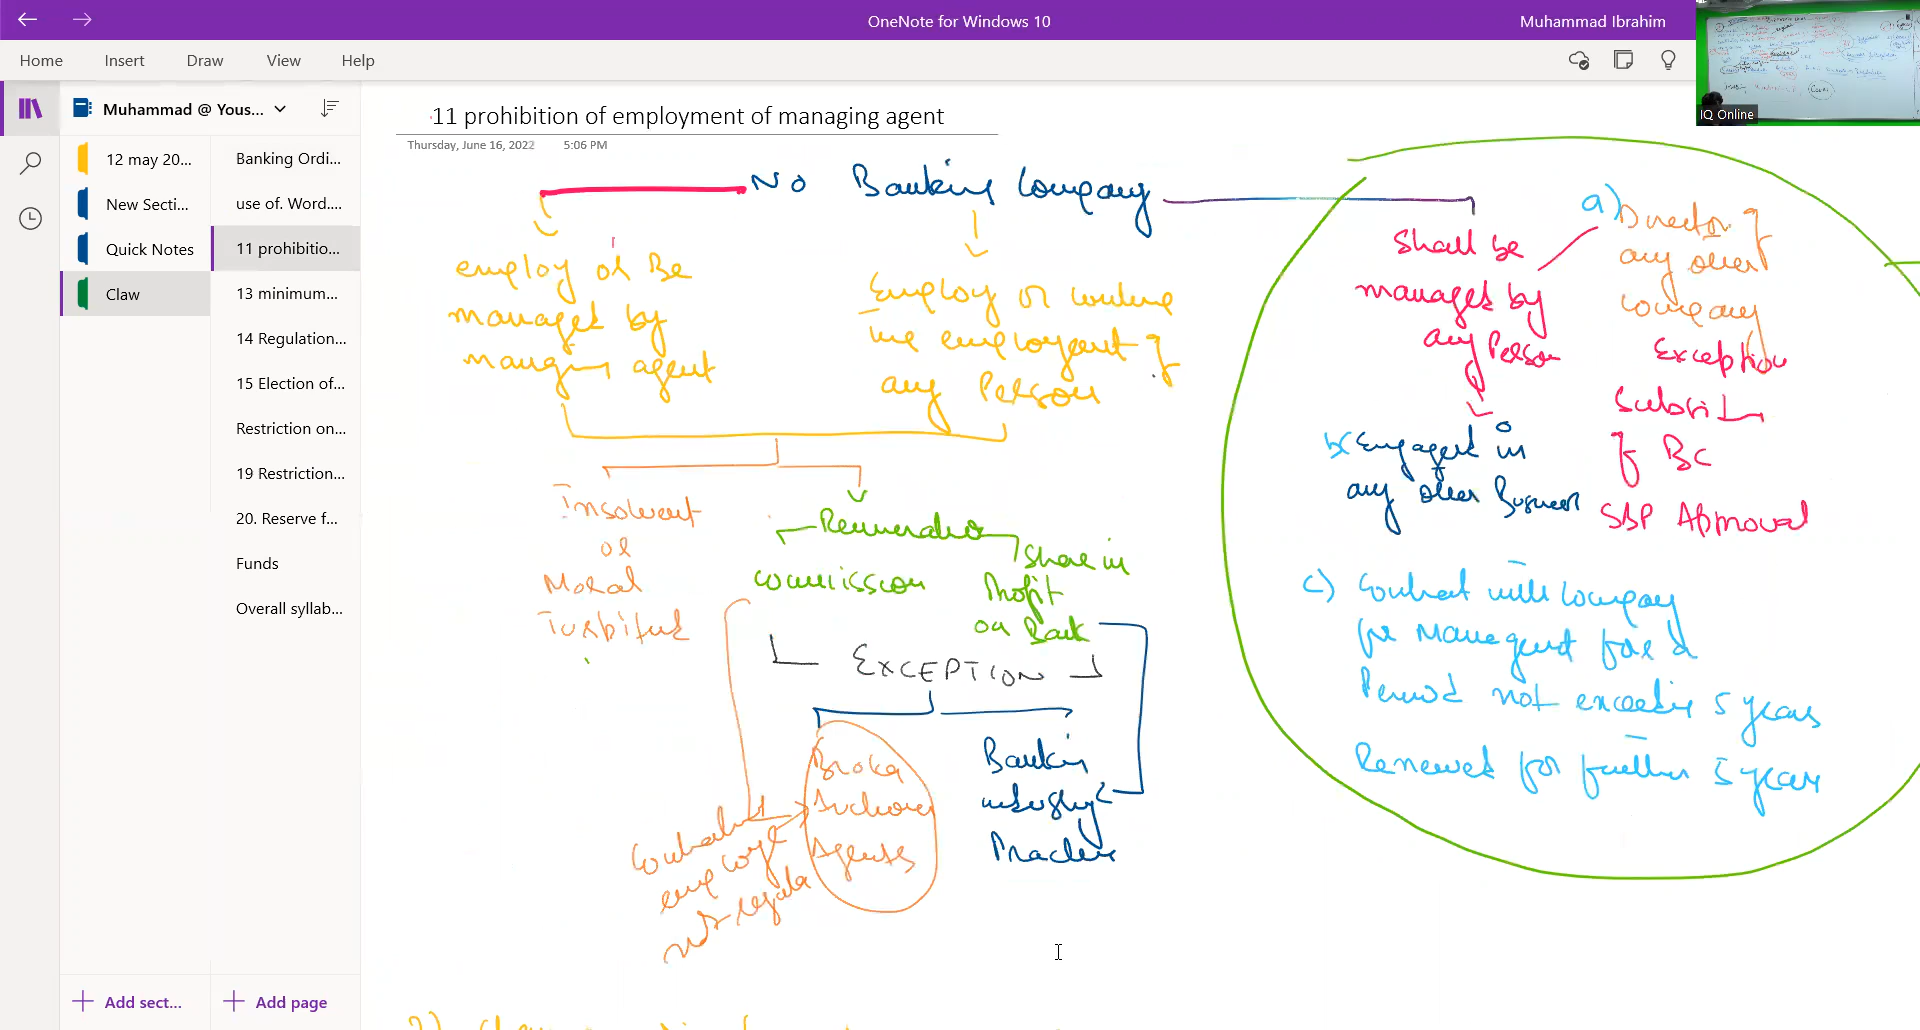 OneNote for Windows 10
Muhammad Ibrahim
Home Insert Draw View Help
IQ Online
Muhammad @ Yous...
12 may 20...
New Secti...
Quick Notes
Claw
Banking Ordi...
use of. Word....
11 prohibitio...
13 minimum...
14 Regulation...
15 Election of...
Restriction on...
19 Restriction...
20. Reserve f...
Funds
Overall syllab...
Add sect...
Add page
11 prohibition of employment of managing agent
Thursday, June 16, 2022 5:06 PM
No Banking Company
employ or Be
managed by
managing agent
Employ or continue
the employment of
any Person
Insolvent
or
Moral
Turpitude
Remuneration
commission
Share in
Profit
on Bank
EXCEPTION
Broker
Auctioneer
Agents
Banking
industry
Practice
Contract
emp
not regular
Shall be
managed by
any Person
a) Director of
any other
company
Exception
of BC
SBP Approval
b) Engaged in
any other Business
c) Contract with Company
for Management for a
Period not exceeding 5 years
Renewed for further 5 year